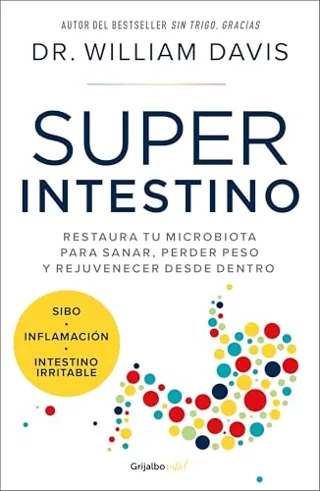 AUTOR DEL BESTSELLER SIN TRIGO, GRACIAS
DR. WILLIAM DAVIS
SUPER
INTESTINO
RESTAURA TU MICROBIOTA
PARA SANAR, PERDER PESO
Y REJUVENECER DESDE DENTRO
SIBO
•
INFLAMACIÓN
•
INTESTINO
IRRITABLE
Grijalbo vital